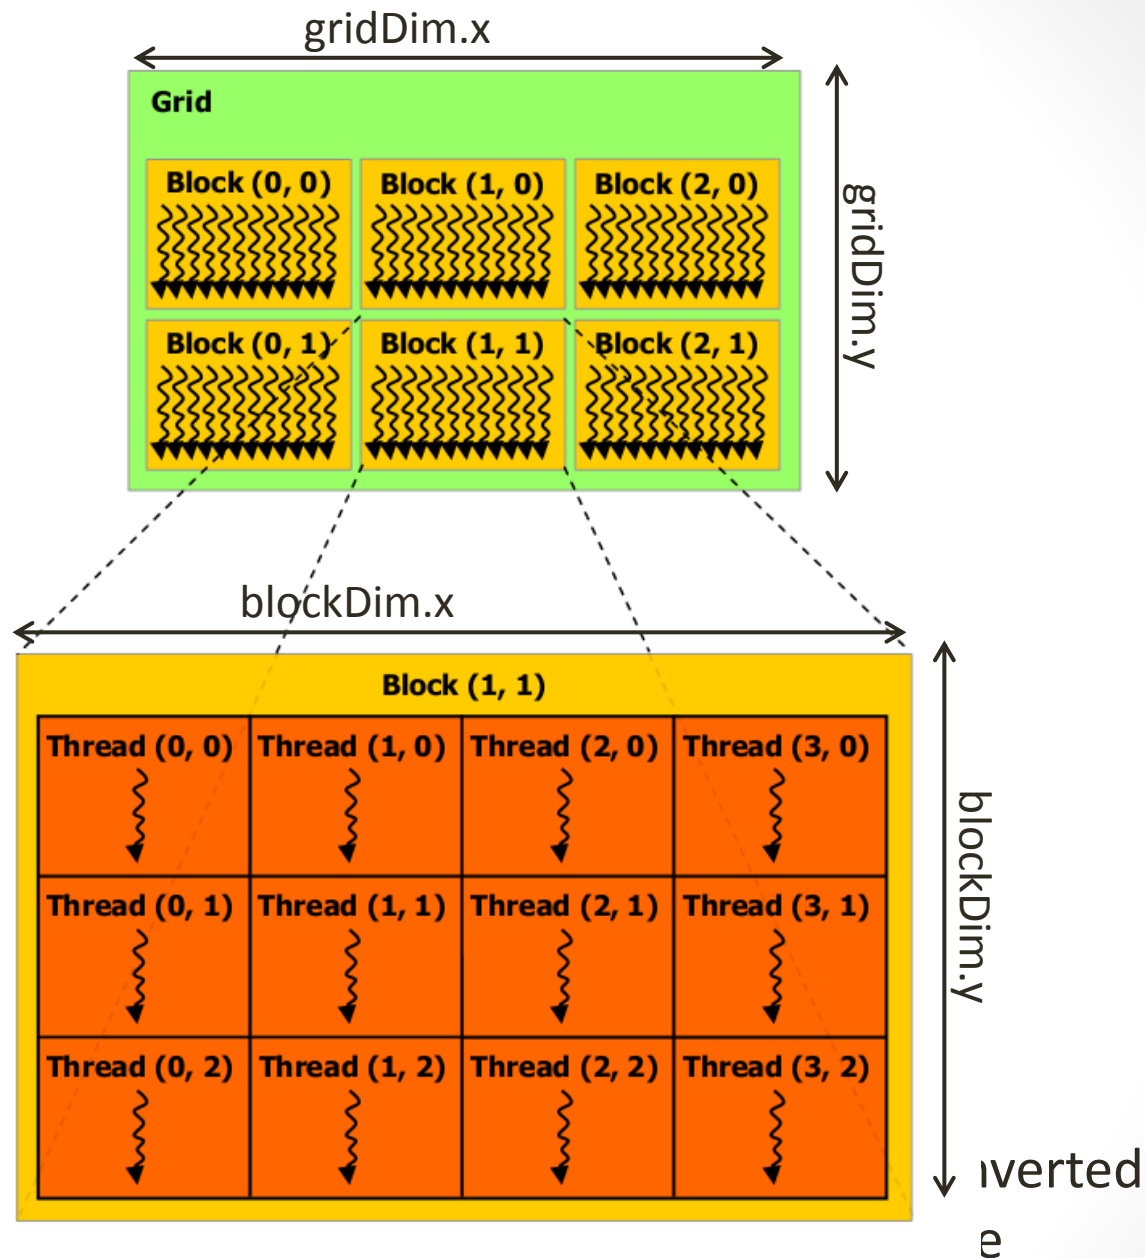 gridDim.x
Grid
gridDim.y
Block (0, 0) Block (1, 0) Block (2, 0)
Block (0, 1) Block (1, 1) Block (2, 1)
blockDim.x
Block (1, 1)
blockDim.y
Thread (0, 0) Thread (1, 0) Thread (2, 0) Thread (3, 0)
Thread (0, 1) Thread (1, 1) Thread (2, 1) Thread (3, 1)
Thread (0, 2) Thread (1, 2) Thread (2, 2) Thread (3, 2)
verted
e